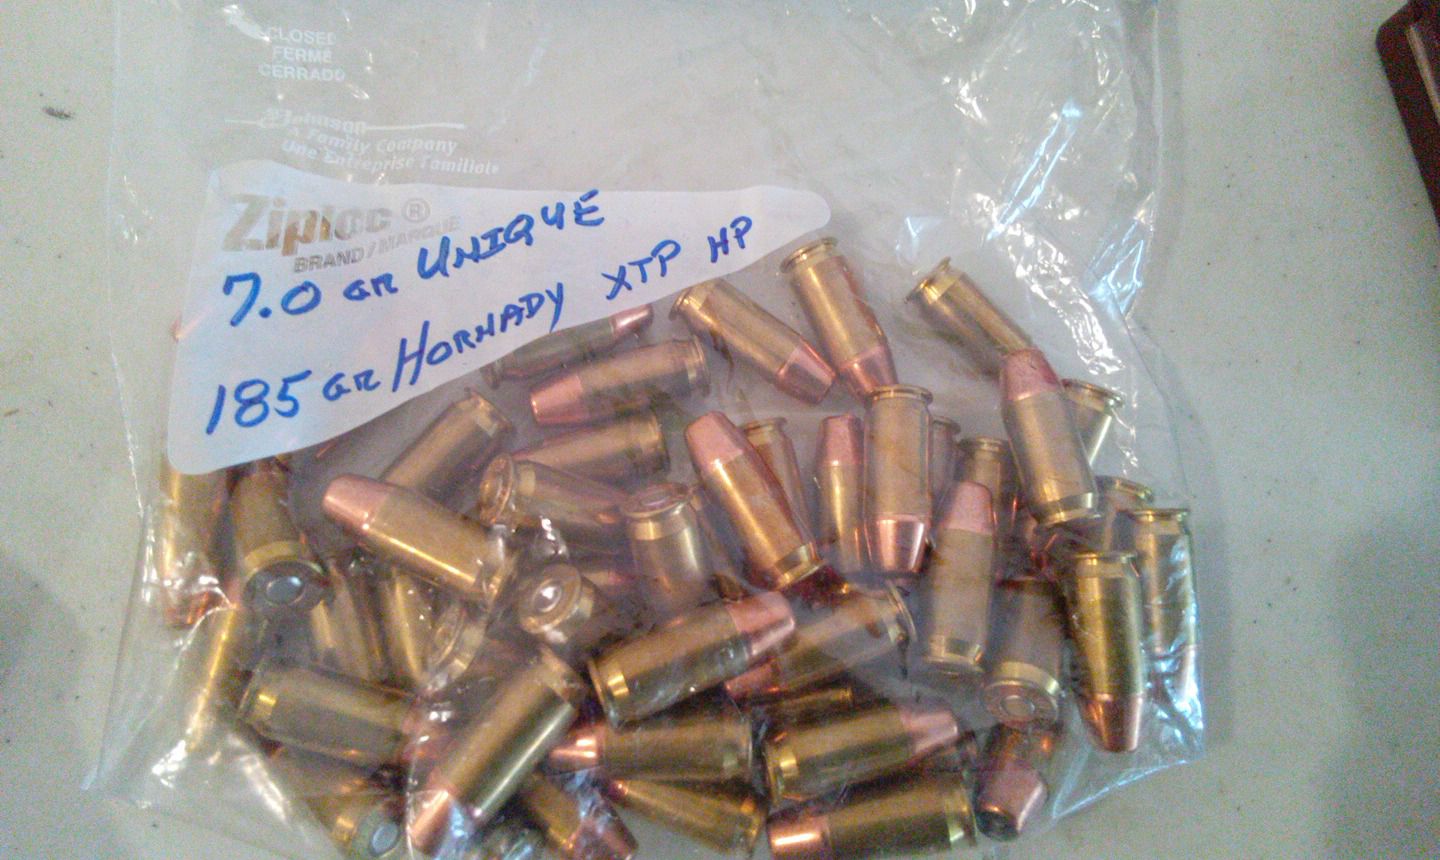 CLOSED
FERMÉ
CERRADO
Johnson
A Family Company
Une Entreprise Familiale
Ziploc®
BRAND/MARQUE
7.0 GR UNIQUE
185 GR HORNADY XTP HP